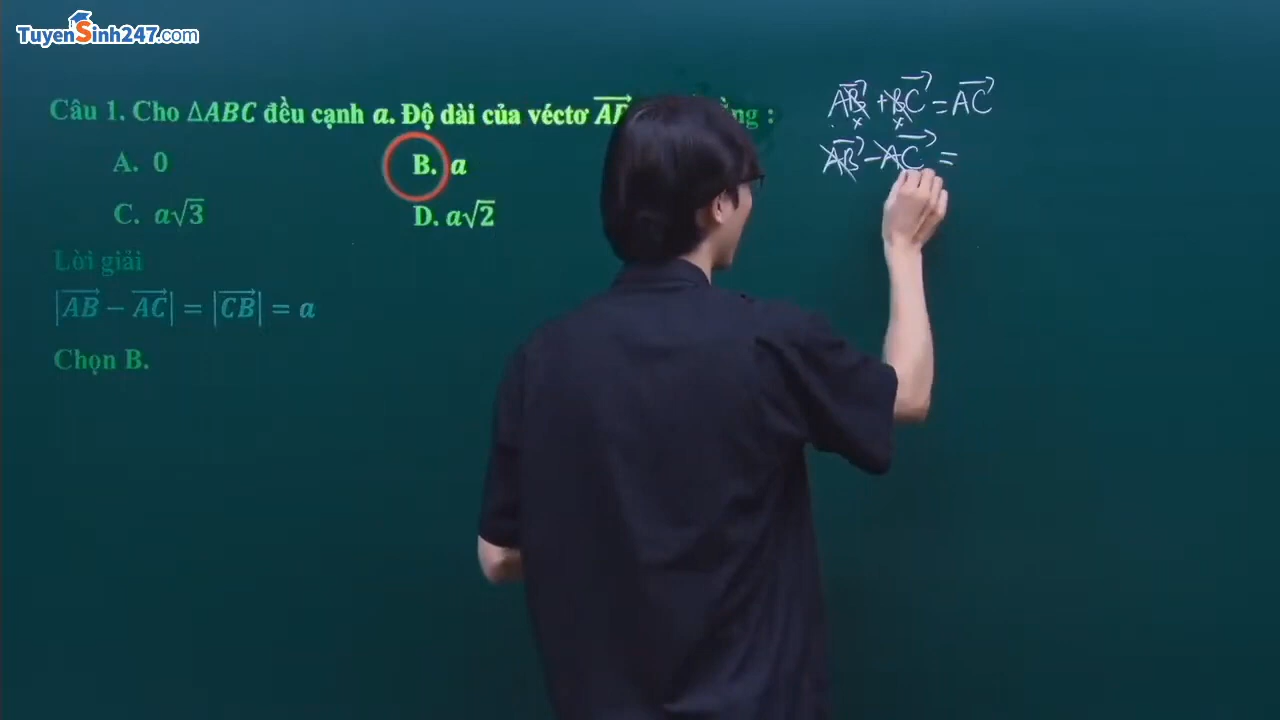 TuyenSinh247.com
Câu 1. Cho ΔABC đều cạnh a. Độ dài của véctơ :
A. 0
B. a
C. a√3
D. a√2
Lời giải
|AB⃗ − AC⃗| = |CB⃗| = a
Chọn B.
AB⃗ + BC⃗ = AC⃗
AB⃗ − AC⃗ =